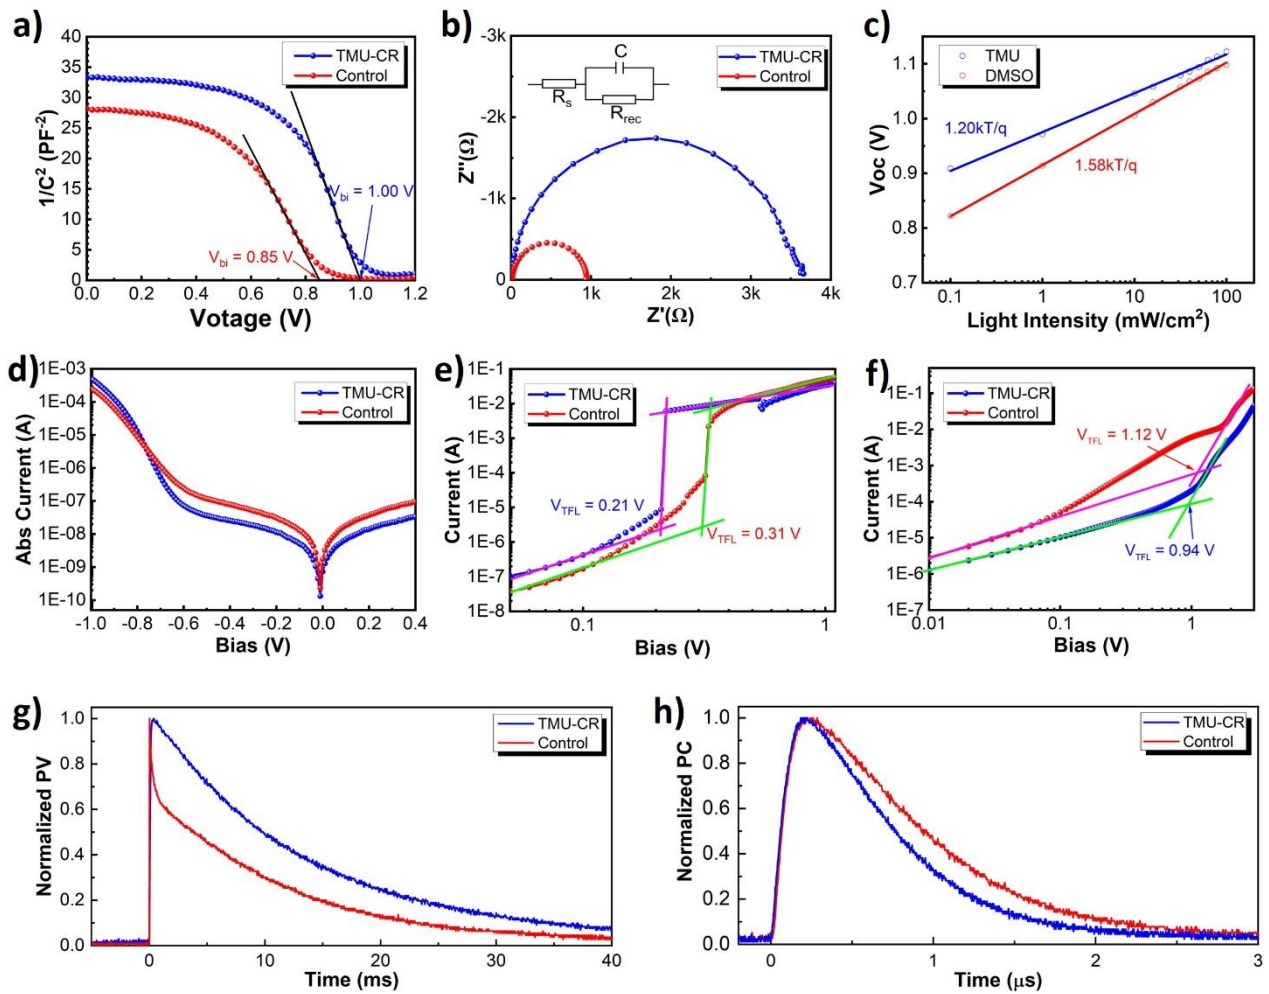 a)
40
35
30
25
20
15
10
5
0
1/C² (PF⁻²)
TMU-CR
Control
V_bi = 1.00 V
V_bi = 0.85 V
0.0 0.2 0.4 0.6 0.8 1.0 1.2
Votage (V)
b)
-3k
-2k
-1k
0
Z''(Ω)
C
R_s
R_rec
TMU-CR
Control
0 1k 2k 3k 4k
Z'(Ω)
c)
1.1
1.0
0.9
0.8
0.7
Voc (V)
TMU
DMSO
1.20kT/q
1.58kT/q
0.1 1 10 100
Light Intensity (mW/cm²)
d)
1E-03
1E-04
1E-05
1E-06
1E-07
1E-08
1E-09
1E-10
Abs Current (A)
TMU-CR
Control
-1.0 -0.8 -0.6 -0.4 -0.2 0.0 0.2 0.4
Bias (V)
e)
1E-1
1E-2
1E-3
1E-4
1E-5
1E-6
1E-7
1E-8
Current (A)
TMU-CR
Control
V_TFL = 0.21 V
V_TFL = 0.31 V
0.1 1
Bias (V)
f)
1E-1
1E-2
1E-3
1E-4
1E-5
1E-6
1E-7
Current (A)
TMU-CR
Control
V_TFL = 1.12 V
V_TFL = 0.94 V
0.01 0.1 1
Bias (V)
g)
1.0
0.8
0.6
0.4
0.2
0.0
Normalized PV
TMU-CR
Control
0 10 20 30 40
Time (ms)
h)
1.0
0.8
0.6
0.4
0.2
0.0
Normalized PC
TMU-CR
Control
0 1 2 3
Time (μs)